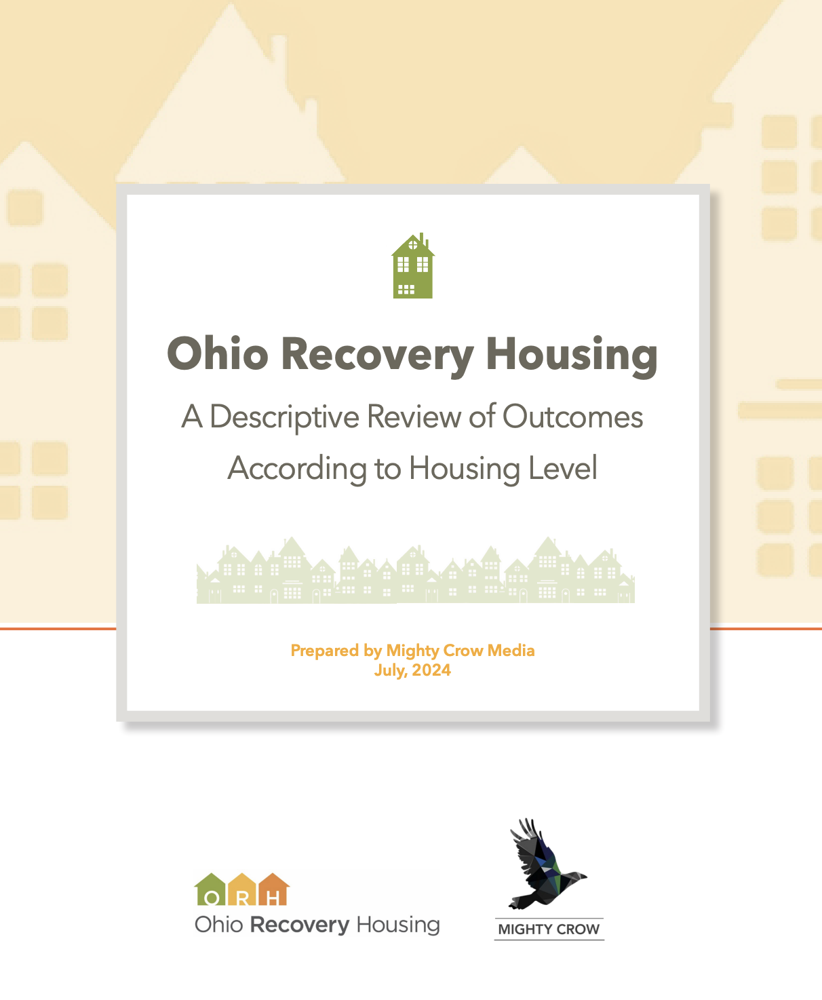 Ohio Recovery Housing
A Descriptive Review of Outcomes
According to Housing Level
Prepared by Mighty Crow Media
July, 2024
O R H
Ohio Recovery Housing
MIGHTY CROW